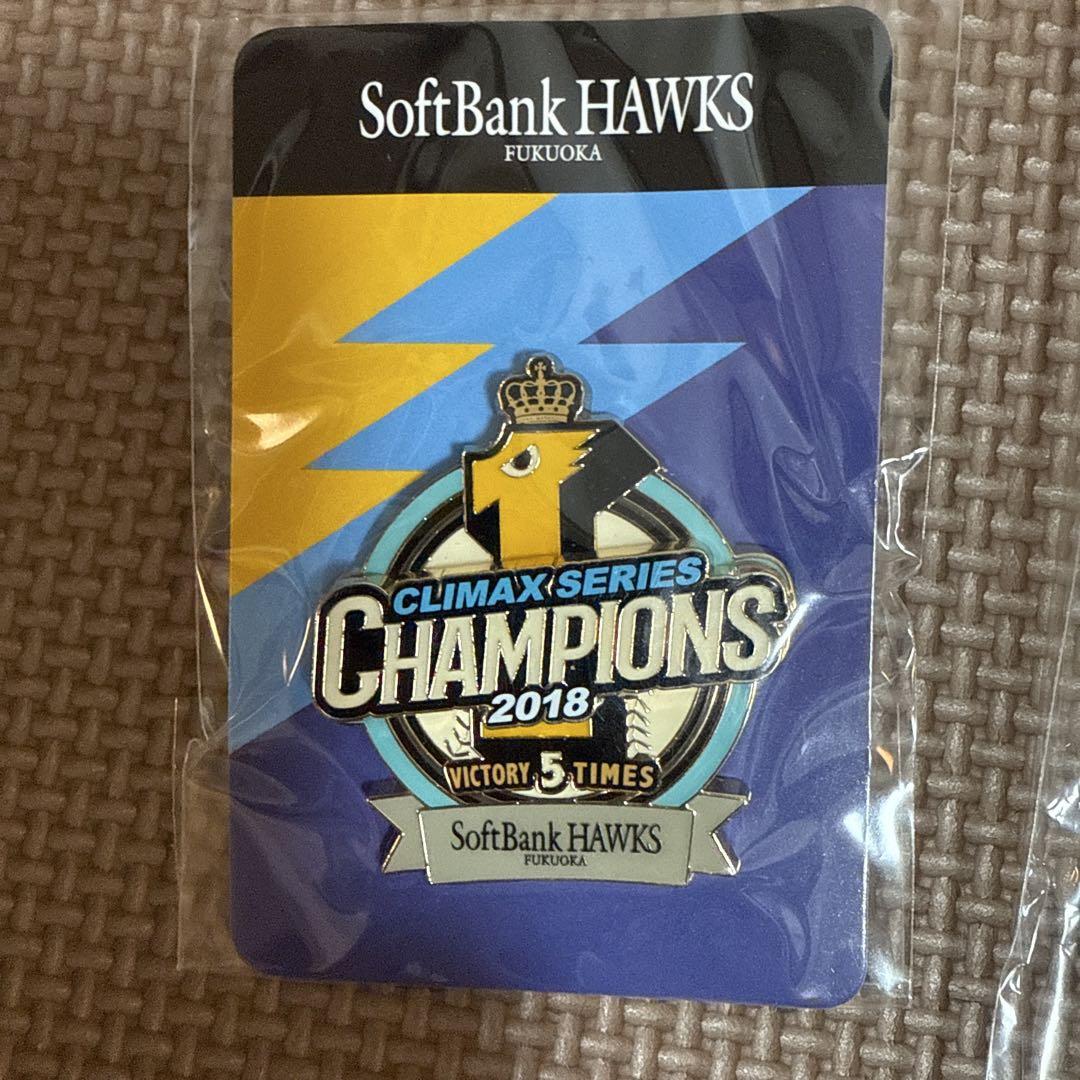 SoftBank HAWKS
FUKUOKA
CLIMAX SERIES
CHAMPIONS
2018
VICTORY 5 TIMES
SoftBank HAWKS
FUKUOKA